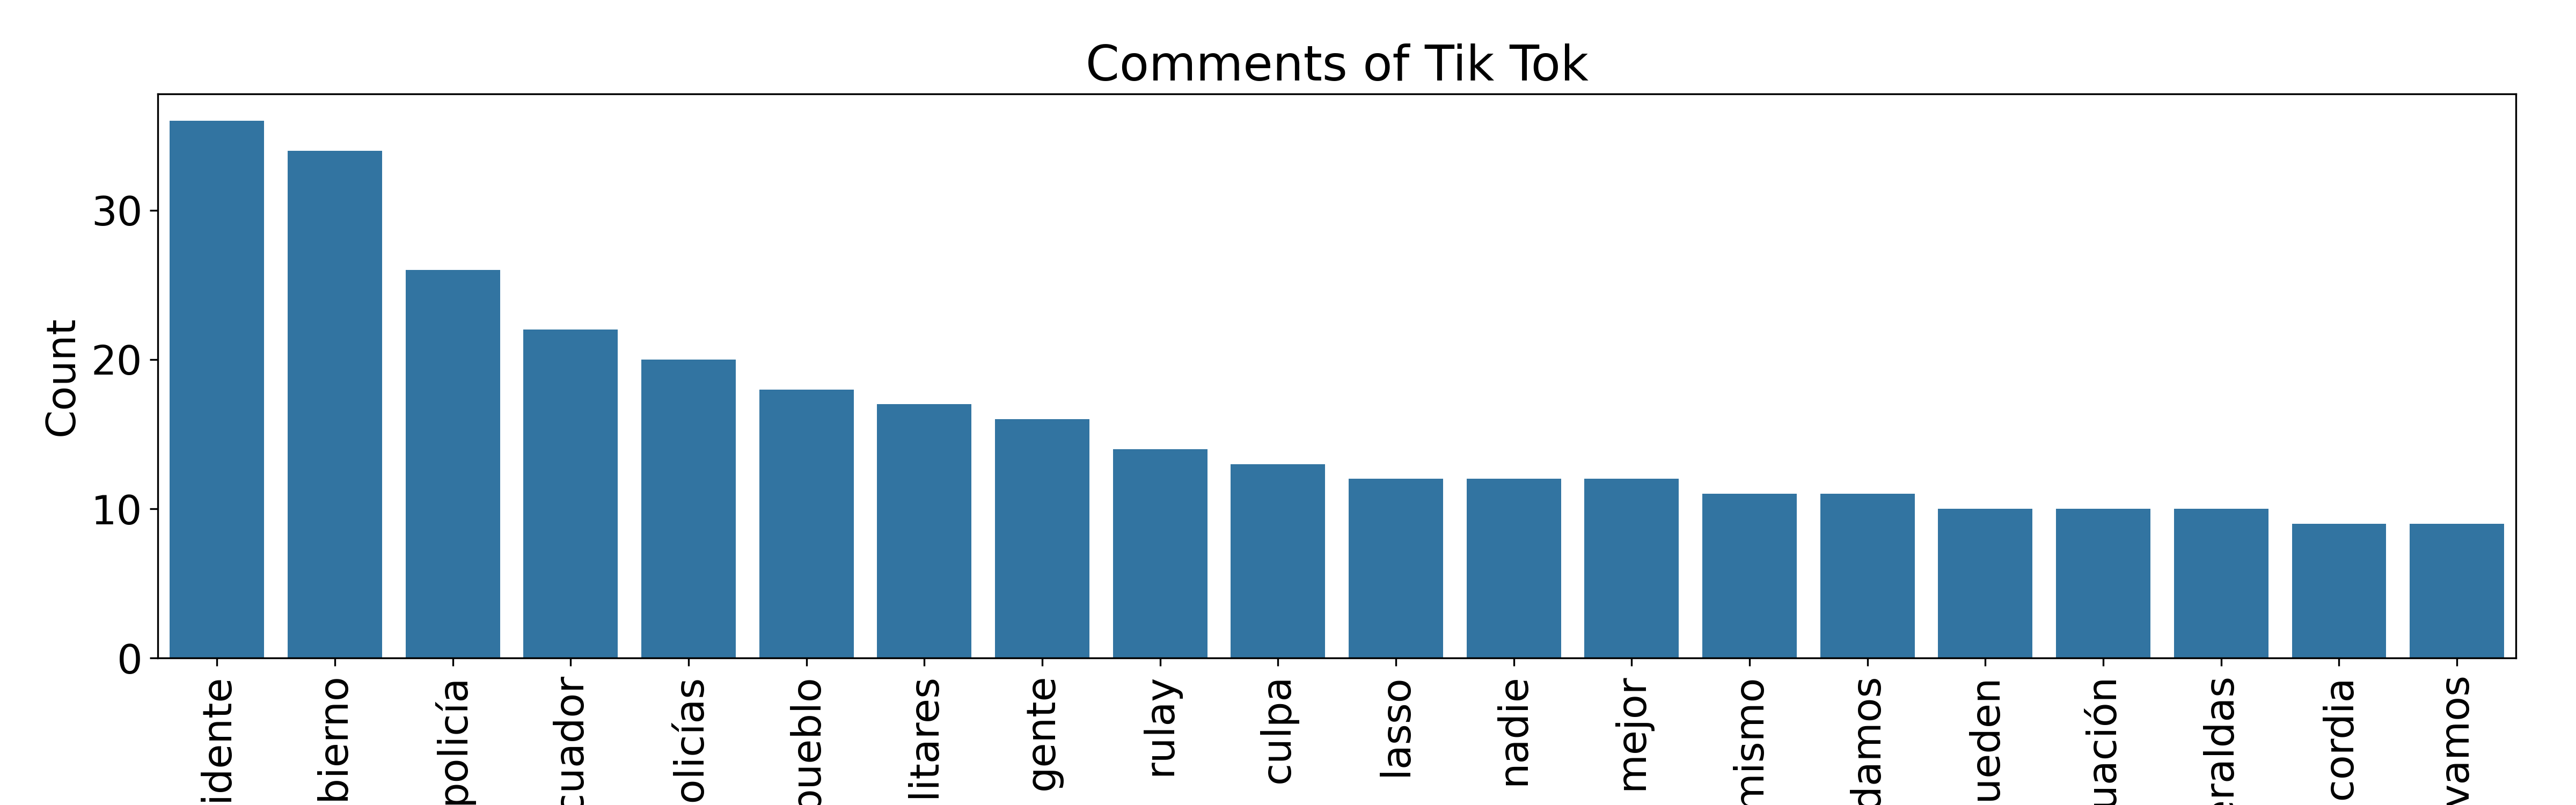 Comments of Tik Tok
Count
30
20
10
0
idente
bierno
policía
cuador
olicías
pueblo
litares
gente
rulay
culpa
lasso
nadie
mejor
mismo
damos
ueden
uación
eraldas
cordia
vamos